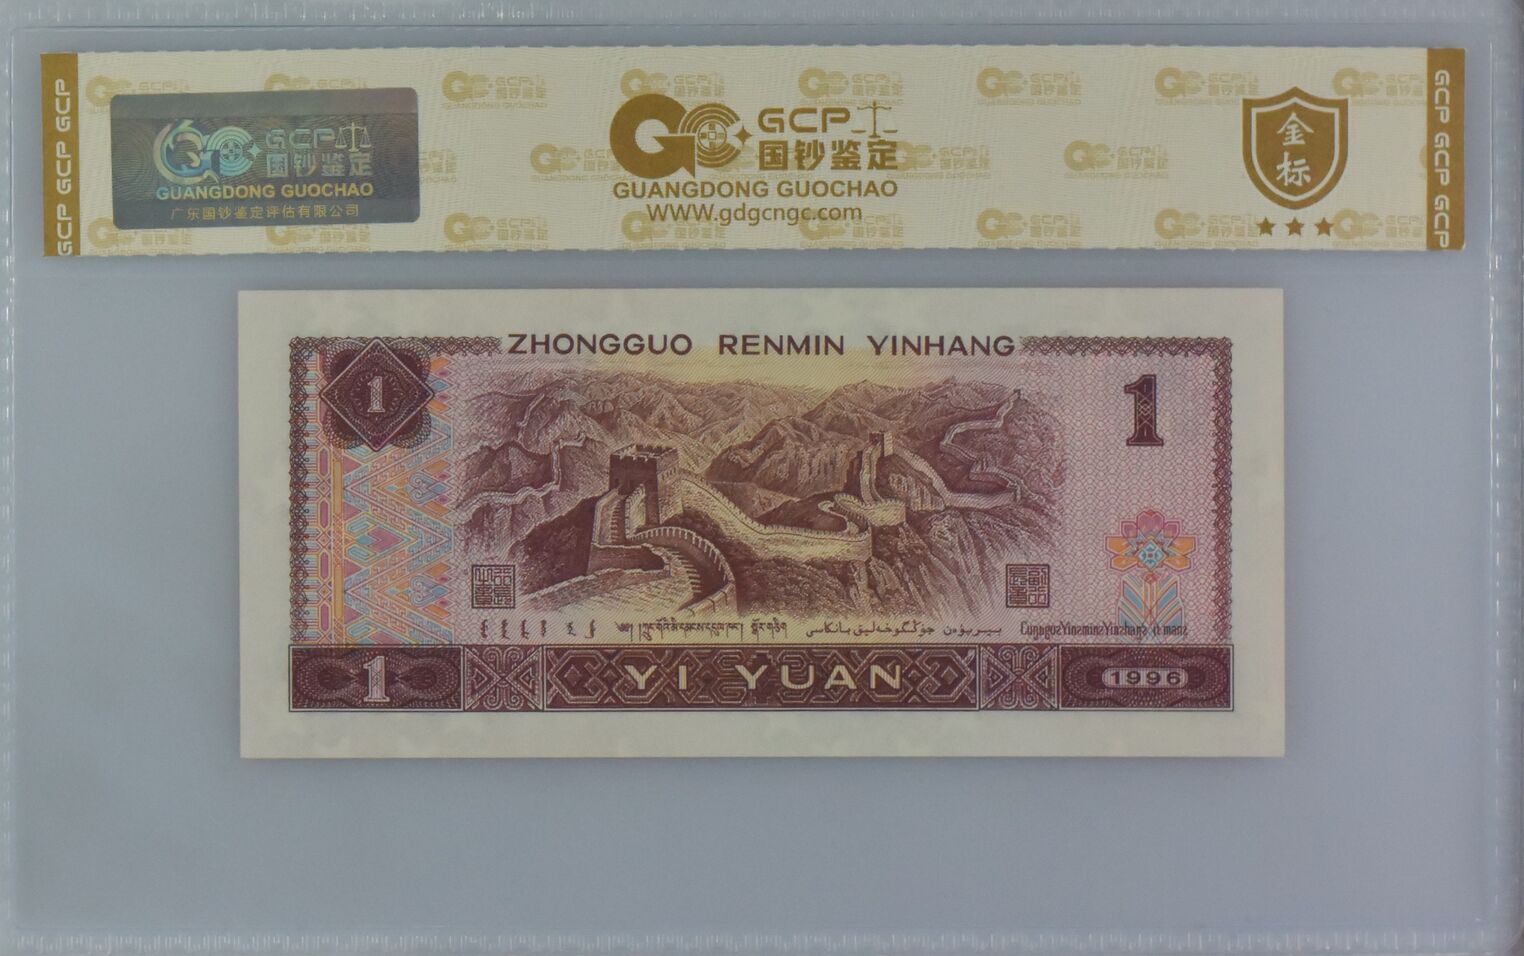 GCP GCP GCP
GCP
国钞鉴定
GUANGDONG GUOCHAO
广东国钞鉴定评估有限公司
GCP
国钞鉴定
GUANGDONG GUOCHAO
WWW.gdgcngc.com
金
标
GCP GCP GCP
ZHONGGUO RENMIN YINHANG
1
1
1
YI YUAN
1996